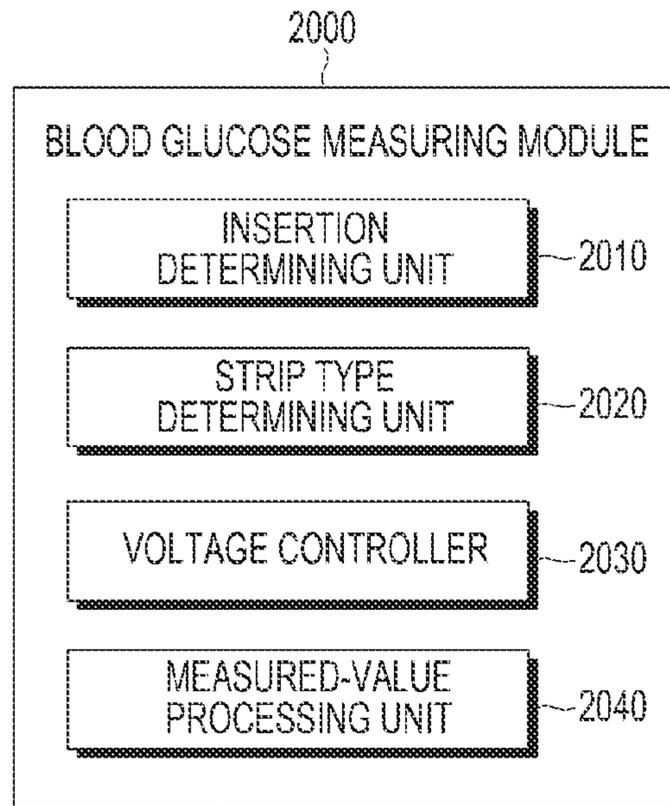 2000
BLOOD GLUCOSE MEASURING MODULE
INSERTION
DETERMINING UNIT
2010
STRIP TYPE
DETERMINING UNIT
2020
VOLTAGE CONTROLLER
2030
MEASURED-VALUE
PROCESSING UNIT
2040